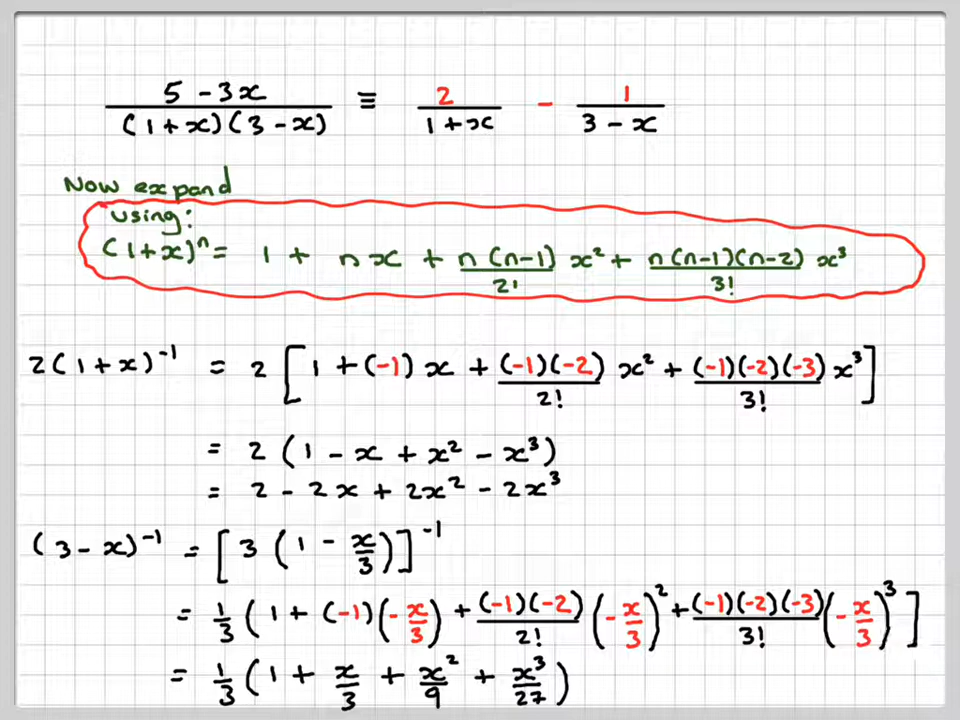 (5 - 3x)/((1+x)(3-x)) ≡ 2/(1+x) - 1/(3-x)
Now expand
using:
(1+x)ⁿ = 1 + nx + n(n-1)/2! x² + n(n-1)(n-2)/3! x³
2(1+x)⁻¹ = 2[1 + (-1)x + (-1)(-2)/2! x² + (-1)(-2)(-3)/3! x³]
= 2(1 - x + x² - x³)
= 2 - 2x + 2x² - 2x³
(3-x)⁻¹ = [3(1 - x/3)]⁻¹
= 1/3(1 + (-1)(-x/3) + (-1)(-2)/2! (-x/3)² + (-1)(-2)(-3)/3! (-x/3)³]
= 1/3(1 + x/3 + x²/9 + x³/27)